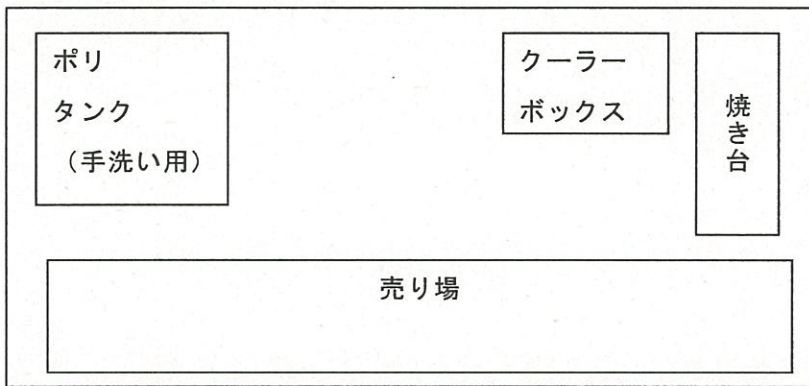 ポリ
タンク
（手洗い用）
クーラー
ボックス
焼き台
売り場